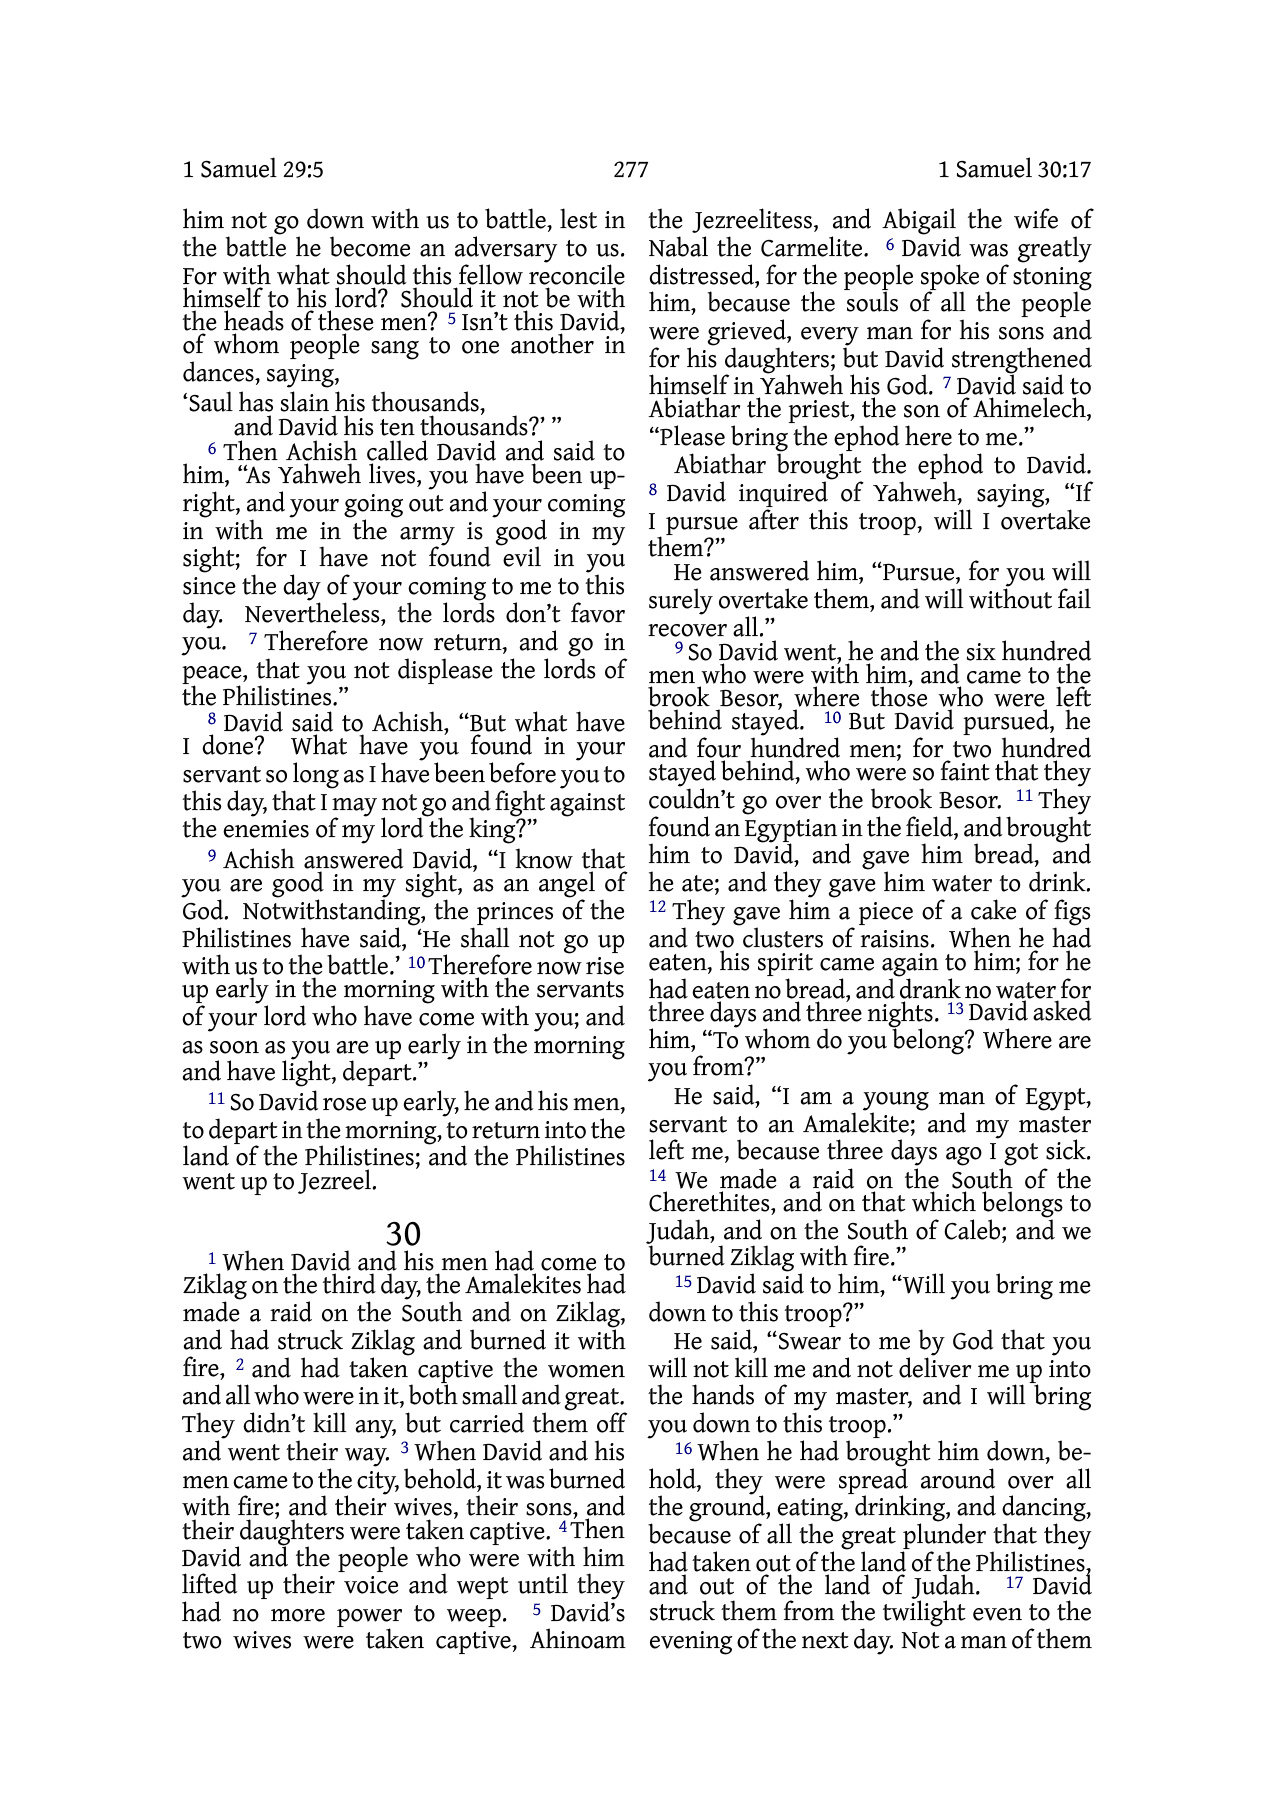 1 Samuel 29:5 277 1 Samuel 30:17
him not go down with us to battle, lest in
the battle he become an adversary to us.
For with what should this fellow reconcile
himself to his lord? Should it not be with
the heads of these men? 5 Isn’t this David,
of whom people sang to one another in
dances, saying,
‘Saul has slain his thousands,
and David his ten thousands?’ ”
6 Then Achish called David and said to
him, “As Yahweh lives, you have been up-
right, and your going out and your coming
in with me in the army is good in my
sight; for I have not found evil in you
since the day of your coming to me to this
day. Nevertheless, the lords don’t favor
you. 7 Therefore now return, and go in
peace, that you not displease the lords of
the Philistines.”
8 David said to Achish, “But what have
I done? What have you found in your
servant so long as I have been before you to
this day, that I may not go and fight against
the enemies of my lord the king?”
9 Achish answered David, “I know that
you are good in my sight, as an angel of
God. Notwithstanding, the princes of the
Philistines have said, ‘He shall not go up
with us to the battle.’ 10 Therefore now rise
up early in the morning with the servants
of your lord who have come with you; and
as soon as you are up early in the morning
and have light, depart.”
11 So David rose up early, he and his men,
to depart in the morning, to return into the
land of the Philistines; and the Philistines
went up to Jezreel.
30
1 When David and his men had come to
Ziklag on the third day, the Amalekites had
made a raid on the South and on Ziklag,
and had struck Ziklag and burned it with
fire, 2 and had taken captive the women
and all who were in it, both small and great.
They didn’t kill any, but carried them off
and went their way. 3 When David and his
men came to the city, behold, it was burned
with fire; and their wives, their sons, and
their daughters were taken captive. 4 Then
David and the people who were with him
lifted up their voice and wept until they
had no more power to weep. 5 David’s
two wives were taken captive, Ahinoam
the Jezreelitess, and Abigail the wife of
Nabal the Carmelite. 6 David was greatly
distressed, for the people spoke of stoning
him, because the souls of all the people
were grieved, every man for his sons and
for his daughters; but David strengthened
himself in Yahweh his God. 7 David said to
Abiathar the priest, the son of Ahimelech,
“Please bring the ephod here to me.”
Abiathar brought the ephod to David.
8 David inquired of Yahweh, saying, “If
I pursue after this troop, will I overtake
them?”
He answered him, “Pursue, for you will
surely overtake them, and will without fail
recover all.”
9 So David went, he and the six hundred
men who were with him, and came to the
brook Besor, where those who were left
behind stayed. 10 But David pursued, he
and four hundred men; for two hundred
stayed behind, who were so faint that they
couldn’t go over the brook Besor. 11 They
found an Egyptian in the field, and brought
him to David, and gave him bread, and
he ate; and they gave him water to drink.
12 They gave him a piece of a cake of figs
and two clusters of raisins. When he had
eaten, his spirit came again to him; for he
had eaten no bread, and drank no water for
three days and three nights. 13 David asked
him, “To whom do you belong? Where are
you from?”
He said, “I am a young man of Egypt,
servant to an Amalekite; and my master
left me, because three days ago I got sick.
14 We made a raid on the South of the
Cherethites, and on that which belongs to
Judah, and on the South of Caleb; and we
burned Ziklag with fire.”
15 David said to him, “Will you bring me
down to this troop?”
He said, “Swear to me by God that you
will not kill me and not deliver me up into
the hands of my master, and I will bring
you down to this troop.”
16 When he had brought him down, be-
hold, they were spread around over all
the ground, eating, drinking, and dancing,
because of all the great plunder that they
had taken out of the land of the Philistines,
and out of the land of Judah. 17 David
struck them from the twilight even to the
evening of the next day. Not a man of them